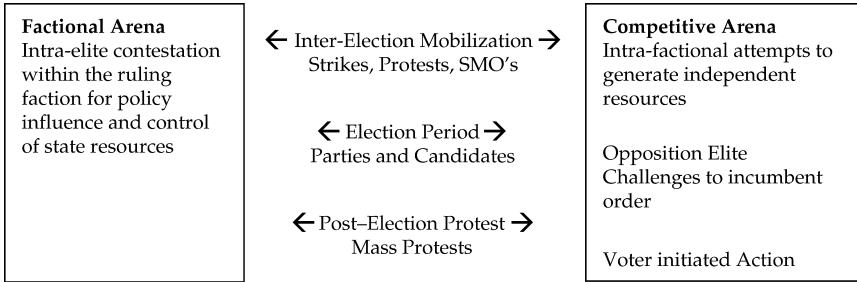 Factional Arena
Intra-elite contestation
within the ruling
faction for policy
influence and control
of state resources
← Inter-Election Mobilization →
Strikes, Protests, SMO's
← Election Period →
Parties and Candidates
← Post–Election Protest →
Mass Protests
Competitive Arena
Intra-factional attempts to
generate independent
resources
Opposition Elite
Challenges to incumbent
order
Voter initiated Action